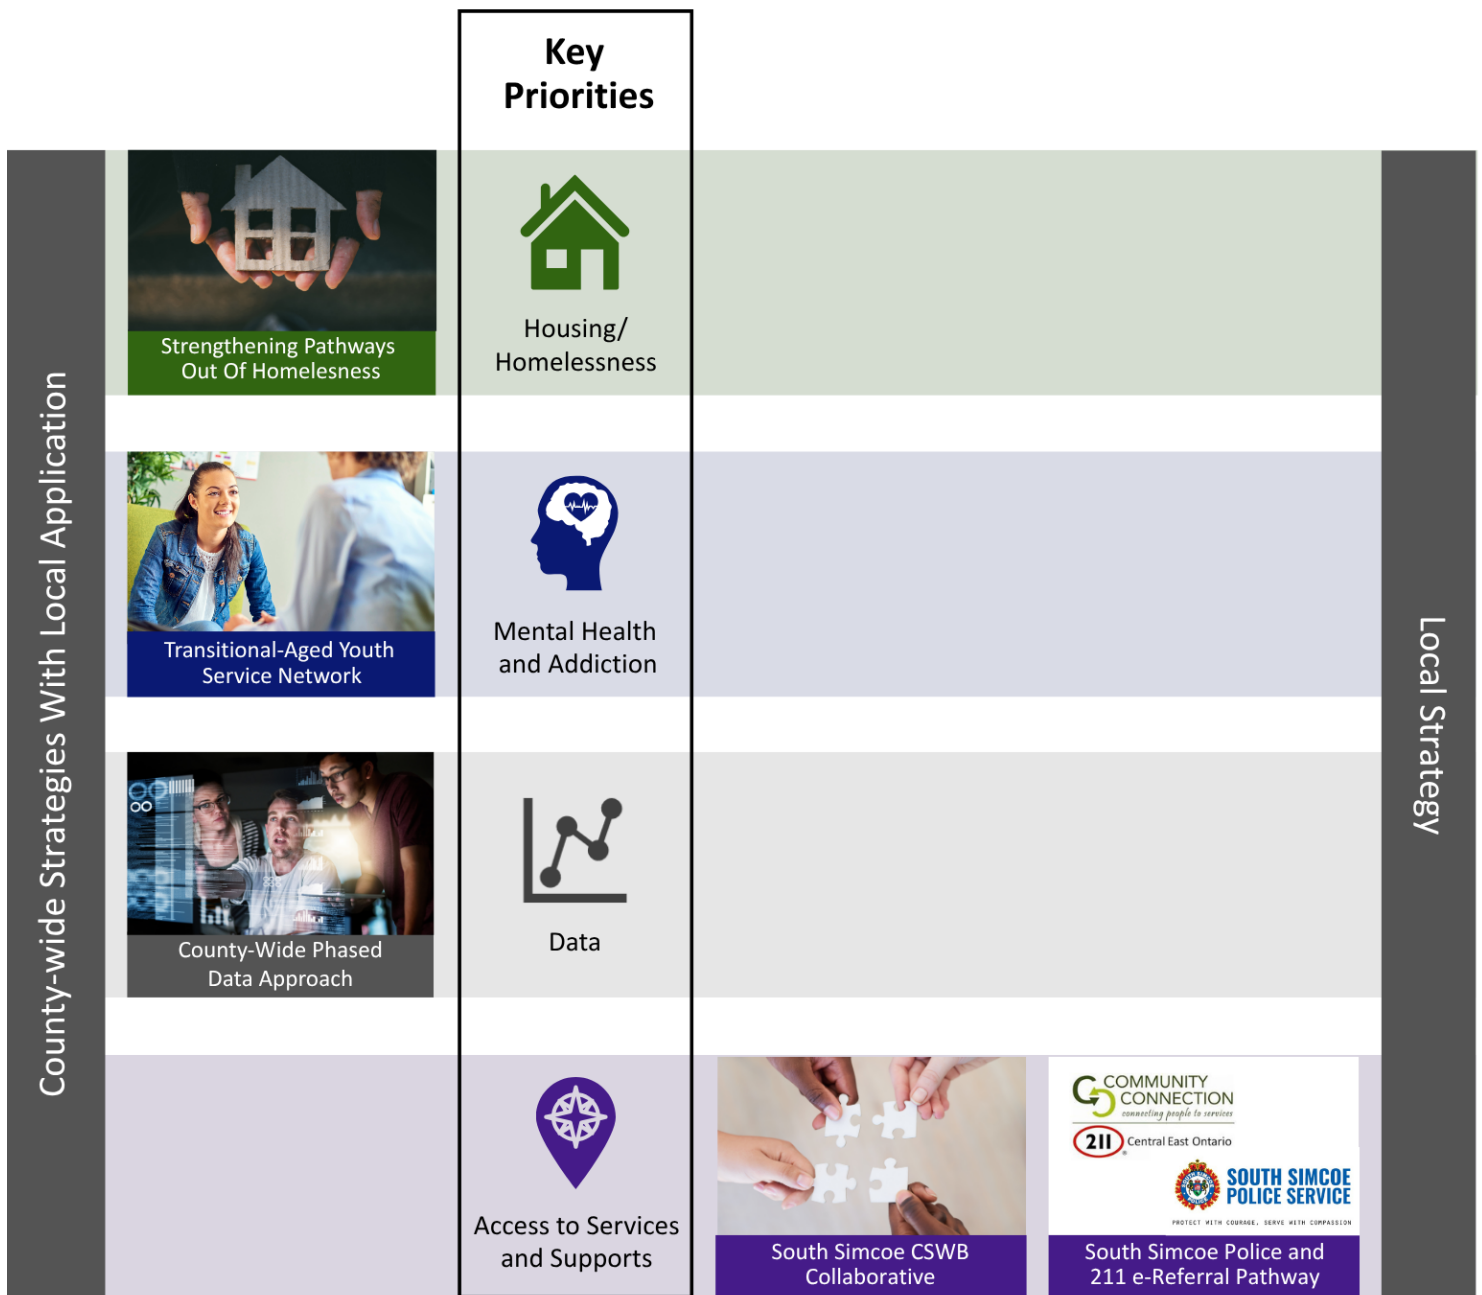 Key
Priorities
County-wide Strategies With Local Application
Strengthening Pathways
Out Of Homelesness
Housing/
Homelessness
Transitional-Aged Youth
Service Network
Mental Health
and Addiction
County-Wide Phased
Data Approach
Data
Access to Services
and Supports
South Simcoe CSWB
Collaborative
COMMUNITY
CONNECTION
connecting people to services
211 Central East Ontario
SOUTH SIMCOE
POLICE SERVICE
PROTECT WITH COURAGE, SERVE WITH COMPASSION
South Simcoe Police and
211 e-Referral Pathway
Local Strategy